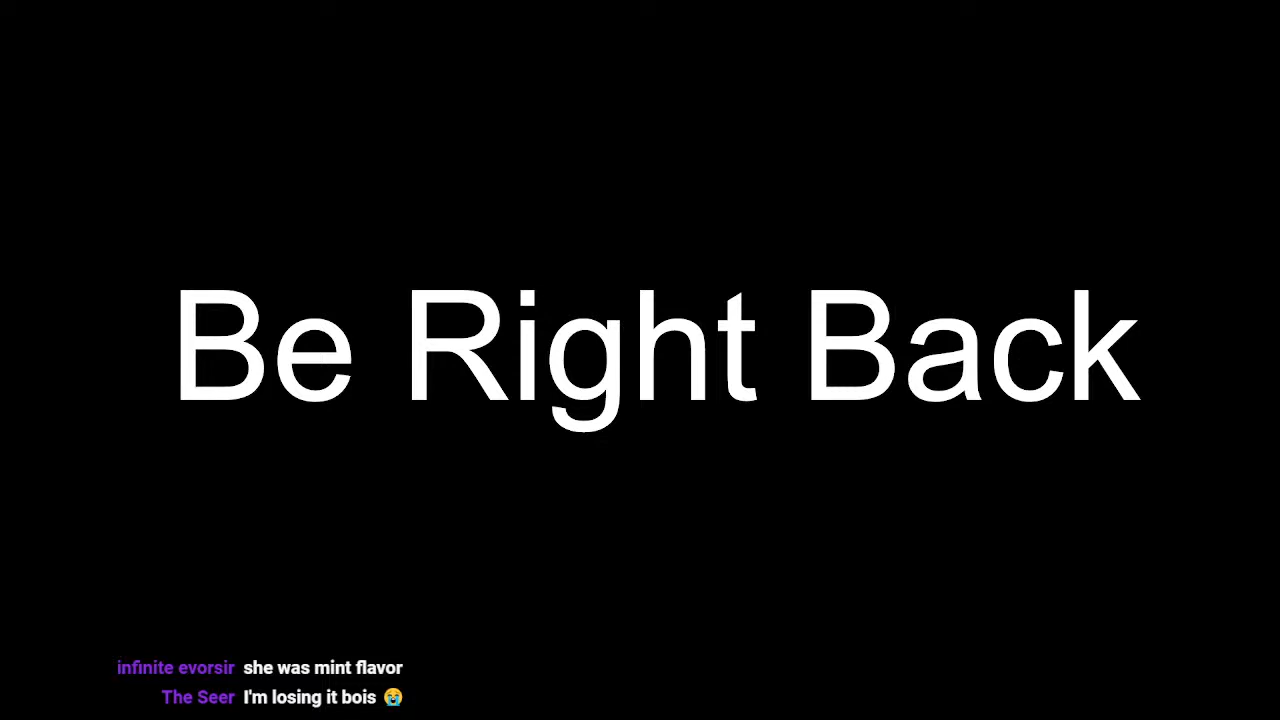 Be Right Back
infinite evorsir she was mint flavor
The Seer I'm losing it bois 😭